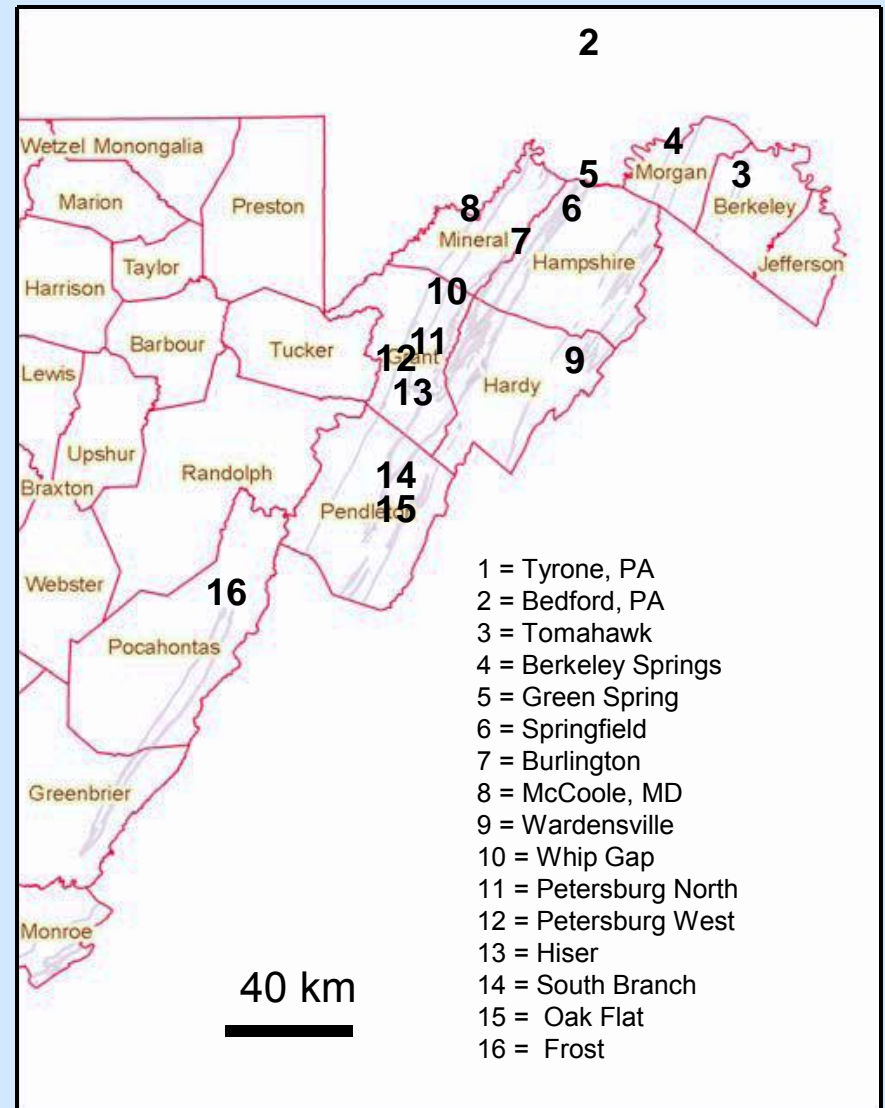 2
4
Wetzel Monongalia
5
Morgan
3
Marion
Preston
8
6
Berkeley
Mineral
7
Taylor
Hampshire
Jefferson
Harrison
10
Barbour
Tucker
11
12
Grant
9
Lewis
Hardy
13
Upshur
Randolph
14
Braxton
Pendleton
15
Webster
16
Pocahontas
Greenbrier
Monroe
40 km
1 = Tyrone, PA
2 = Bedford, PA
3 = Tomahawk
4 = Berkeley Springs
5 = Green Spring
6 = Springfield
7 = Burlington
8 = McCoole, MD
9 = Wardensville
10 = Whip Gap
11 = Petersburg North
12 = Petersburg West
13 = Hiser
14 = South Branch
15 =  Oak Flat
16 =  Frost